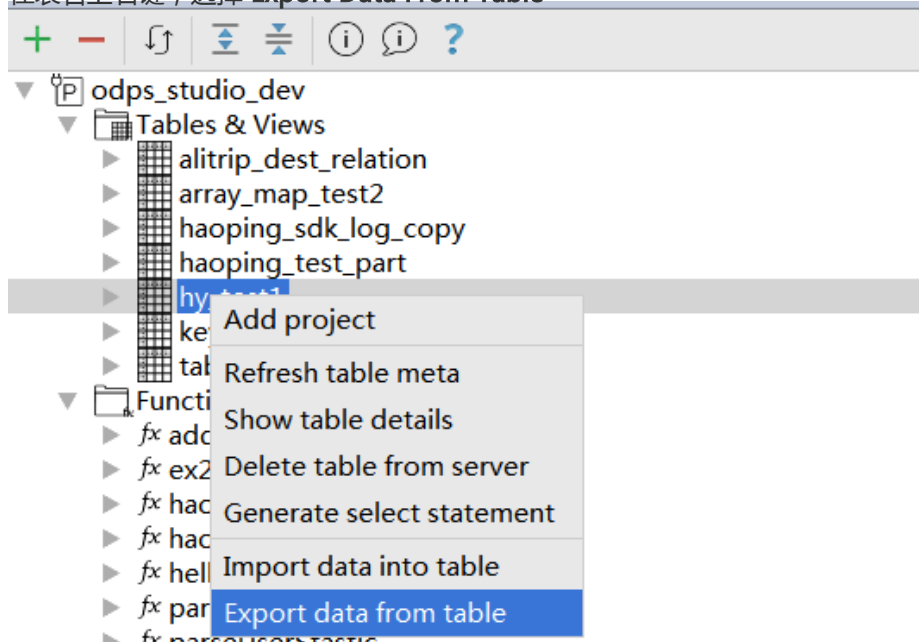 odps_studio_dev
Tables & Views
alitrip_dest_relation
array_map_test2
haoping_sdk_log_copy
haoping_test_part
hy_test1
Add project
Refresh table meta
Show table details
Delete table from server
Generate select statement
Import data into table
Export data from table